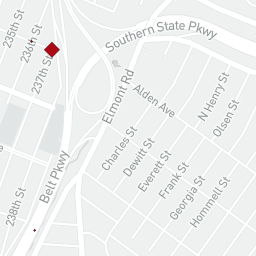 235th St
236th St
237th St
Southern State Pkwy
Elmont Rd
Alden Ave
N Henry St
Olsen St
Charles St
Dewitt St
Everett St
Frank St
Georgia St
Hommell St
Belt Pkwy
238th St